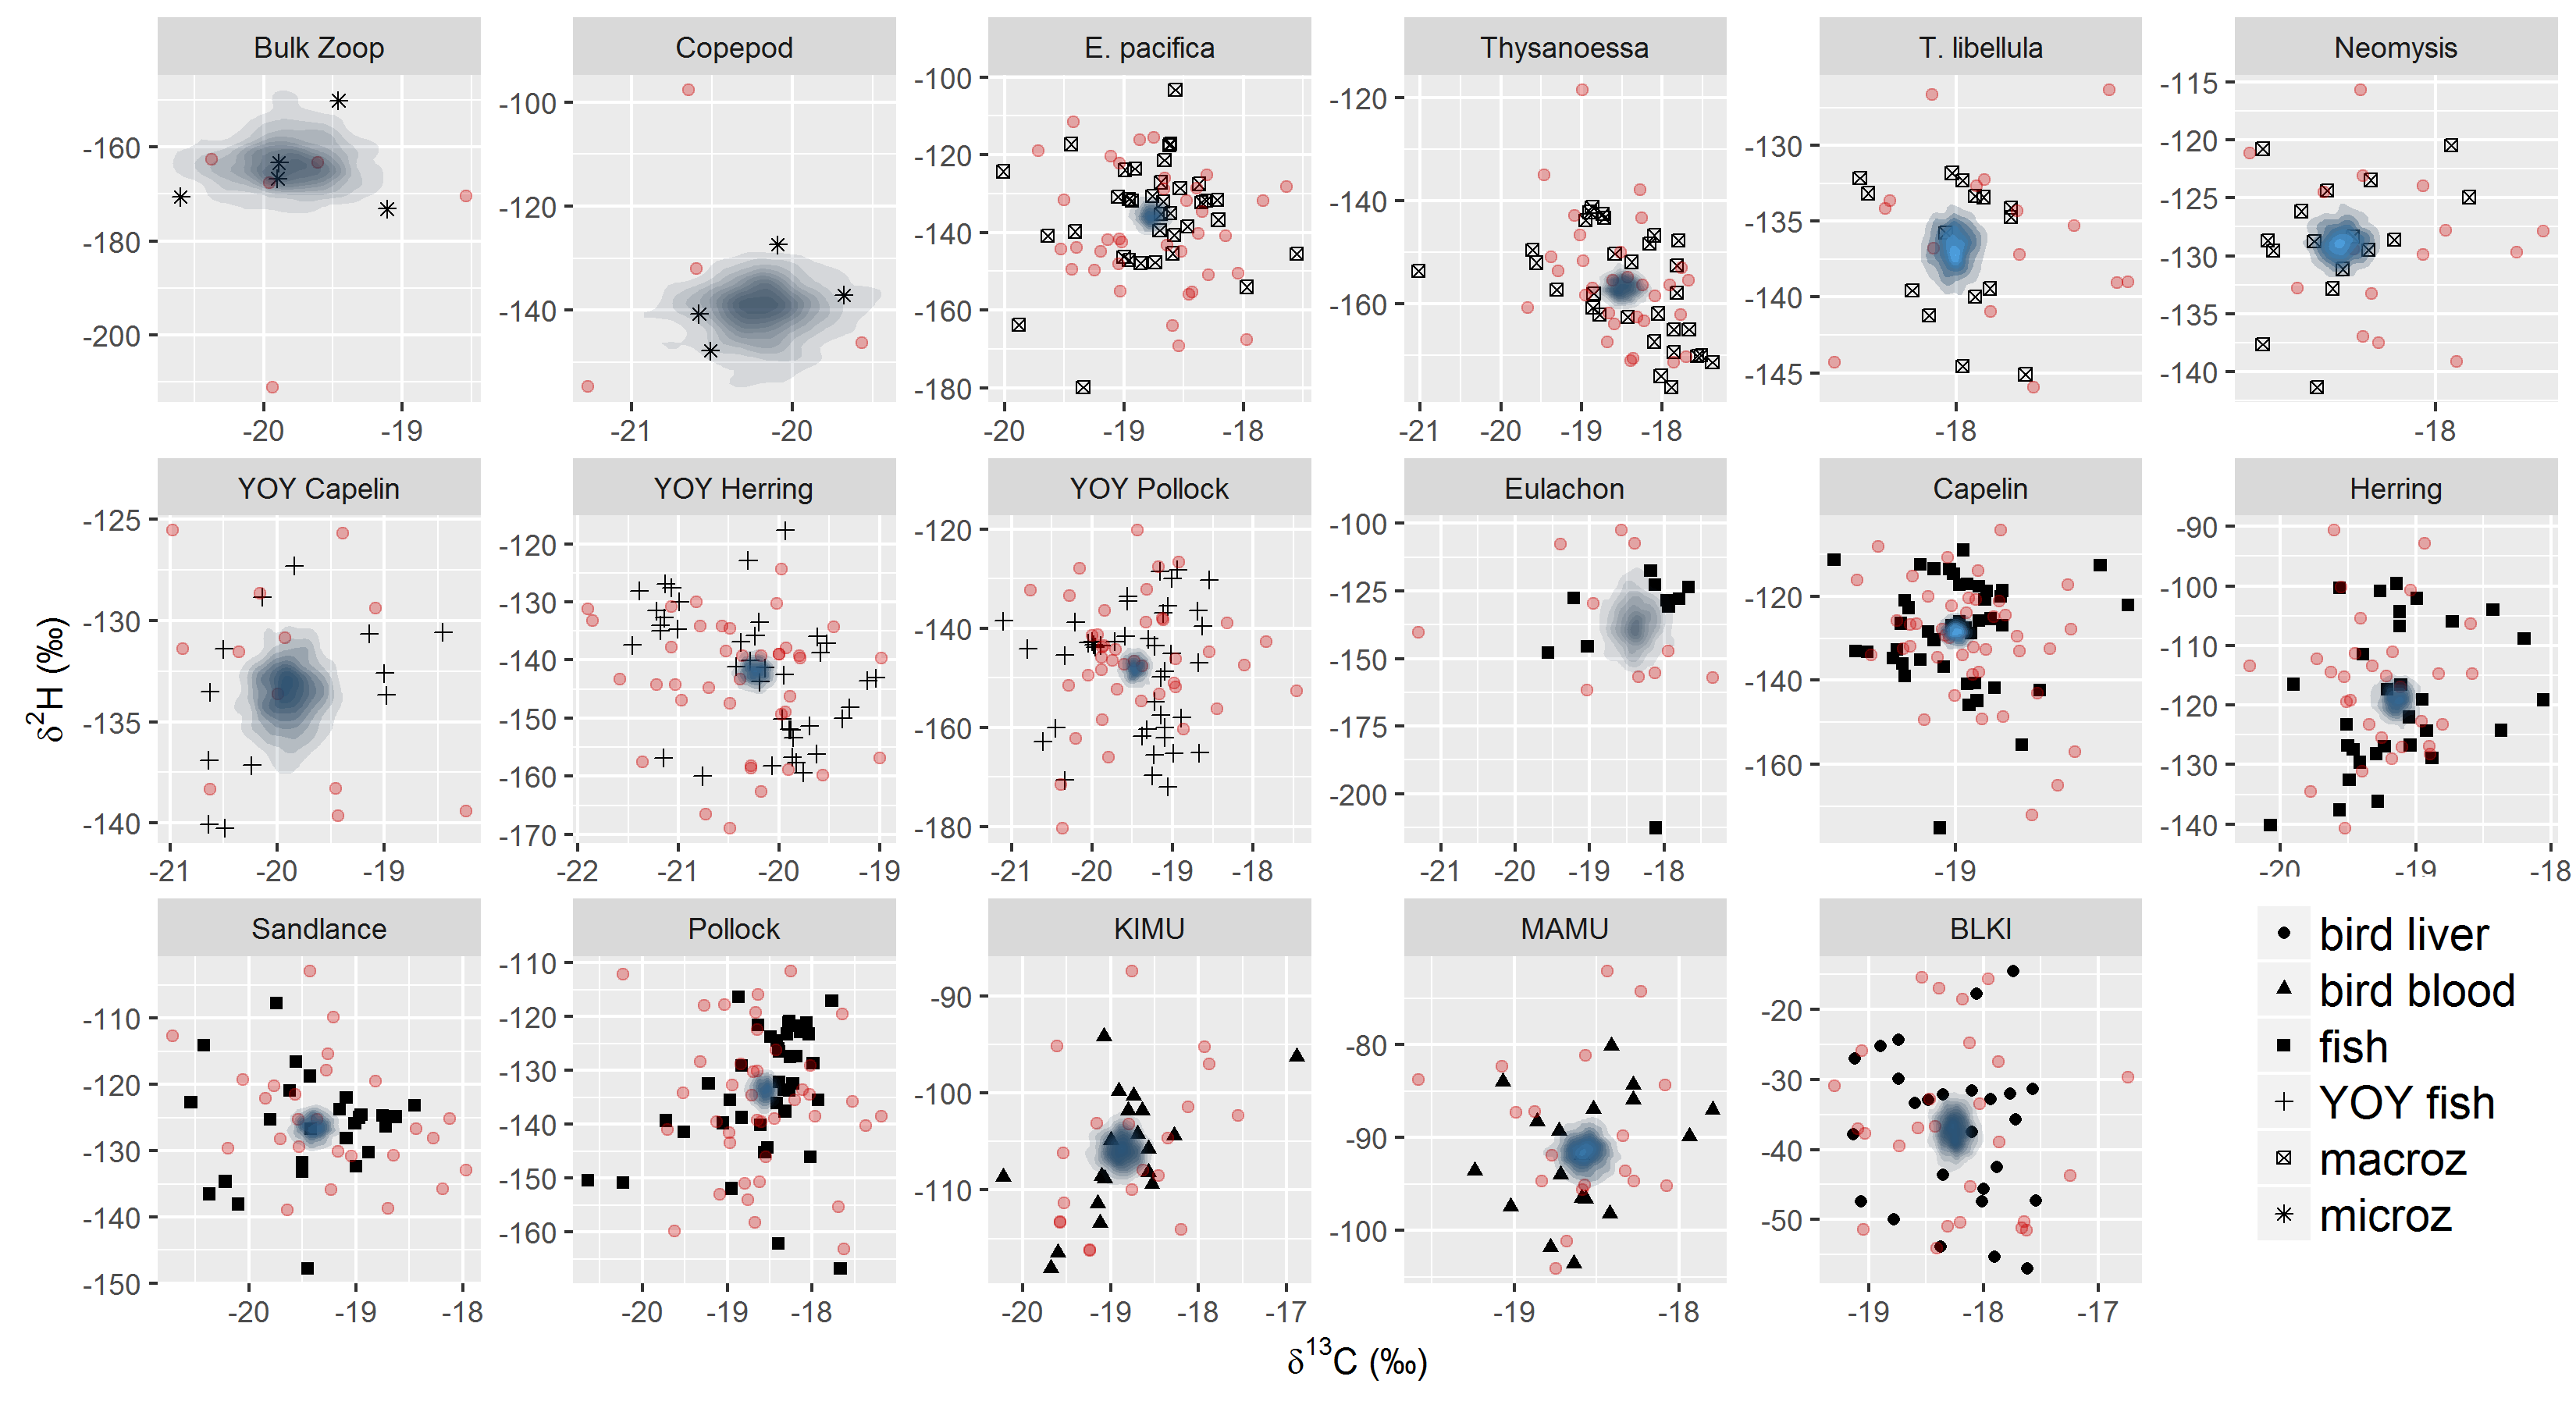 Bulk Zoop
Copepod
E. pacifica
Thysanoessa
T. libellula
Neomysis
-160
-180
-200
-20 -19
-100
-120
-140
-21 -20
-100
-120
-140
-160
-180
-20 -19 -18
-120
-140
-160
-21 -20 -19 -18
-130
-135
-140
-145
-18
-115
-120
-125
-130
-135
-140
-18
YOY Capelin
YOY Herring
YOY Pollock
Eulachon
Capelin
Herring
-125
-130
-135
-140
-21 -20 -19
-120
-130
-140
-150
-160
-170
-22 -21 -20 -19
-120
-140
-160
-180
-21 -20 -19 -18
-100
-125
-150
-175
-200
-21 -20 -19 -18
-120
-140
-160
-19
-90
-100
-110
-120
-130
-140
-20 -19 -18
Sandlance
Pollock
KIMU
MAMU
BLKI
-110
-120
-130
-140
-150
-20 -19 -18
-110
-120
-130
-140
-150
-160
-20 -19 -18
-90
-100
-110
-20 -19 -18 -17
-80
-90
-100
-19 -18
-20
-30
-40
-50
-19 -18 -17
bird liver
bird blood
fish
YOY fish
macroz
microz
δ²H (‰)
δ¹³C (‰)